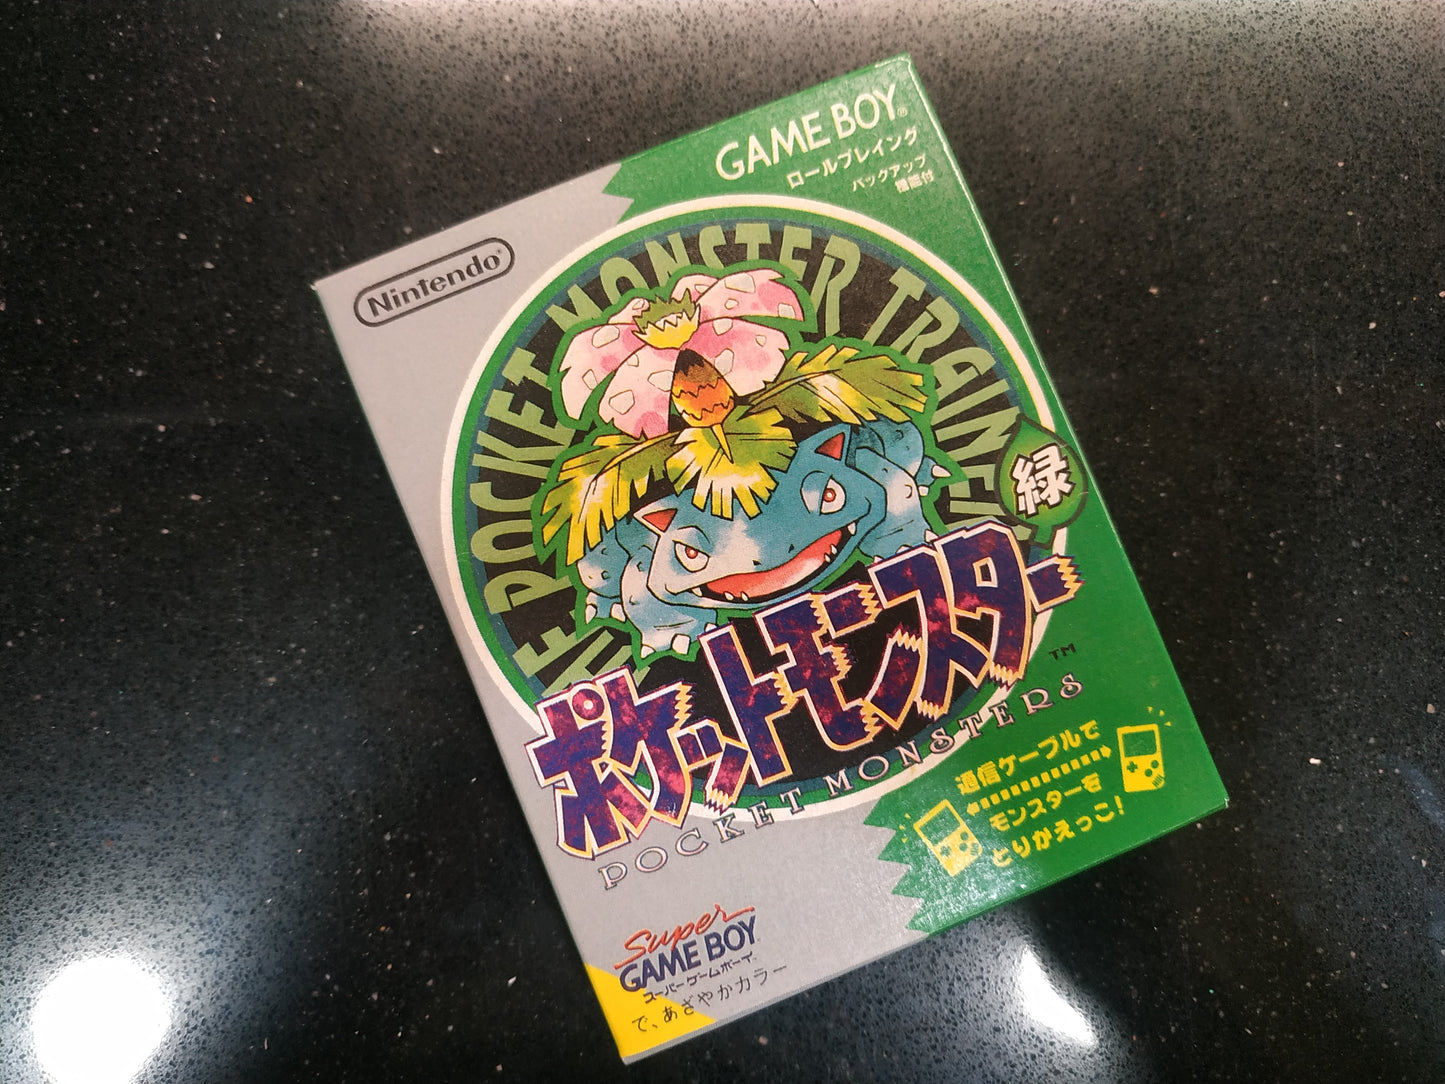 GAME BOY®
ロールプレイング
バックアップ
機能付
Nintendo®
POCKET MONSTER TRAINER
緑
ポケットモンスター
TM
POCKET MONSTERS
通信ケーブルで
モンスターを
とりかえっこ!
Super
GAME BOY
スーパーゲームボーイ
で、あざやかカラー